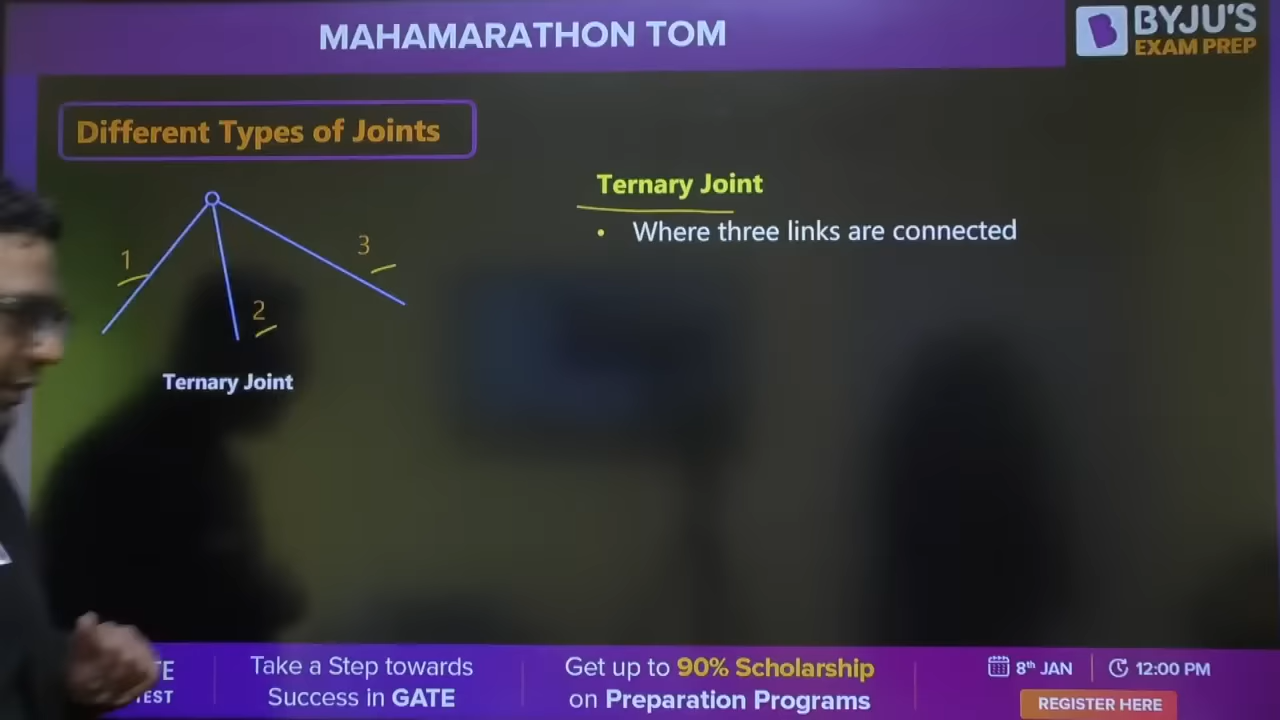 MAHAMARATHON TOM
BYJU'S
EXAM PREP
Different Types of Joints
Ternary Joint
• Where three links are connected
1
2
3
Ternary Joint
Take a Step towards
Success in GATE
Get up to 90% Scholarship
on Preparation Programs
8th JAN
12:00 PM
REGISTER HERE